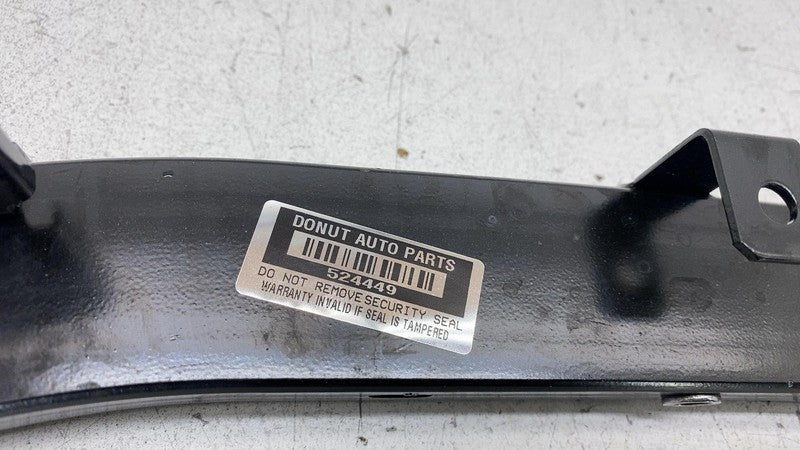 DONUT AUTO PARTS
524449
DO NOT REMOVE SECURITY SEAL
WARRANTY INVALID IF SEAL IS TAMPERED